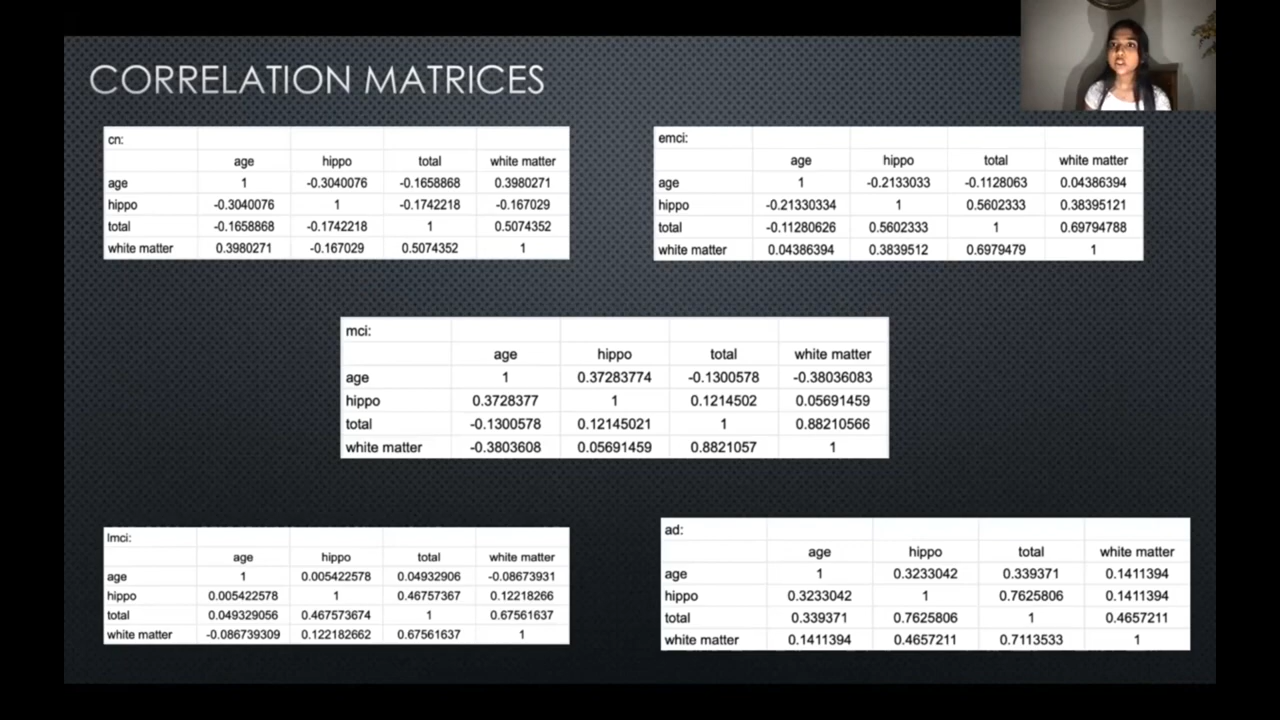 CORRELATION MATRICES
cn:
age hippo total white matter
age 1 -0.3040076 -0.1658868 0.3980271
hippo -0.3040076 1 -0.1742218 -0.167029
total -0.1658868 -0.1742218 1 0.5074352
white matter 0.3980271 -0.167029 0.5074352 1
emci:
age hippo total white matter
age 1 -0.2133033 -0.1128063 0.04386394
hippo -0.21330334 1 0.5602333 0.38395121
total -0.11280626 0.5602333 1 0.69794788
white matter 0.04386394 0.3839512 0.6979479 1
mci:
age hippo total white matter
age 1 0.37283774 -0.1300578 -0.38036083
hippo 0.3728377 1 0.1214502 0.05691459
total -0.1300578 0.12145021 1 0.88210566
white matter -0.3803608 0.05691459 0.8821057 1
lmci:
age hippo total white matter
age 1 0.005422578 0.04932906 -0.08673931
hippo 0.005422578 1 0.46757367 0.12218266
total 0.049329056 0.467573674 1 0.67561637
white matter -0.086739309 0.122182662 0.67561637 1
ad:
age hippo total white matter
age 1 0.3233042 0.339371 0.1411394
hippo 0.3233042 1 0.7625806 0.1411394
total 0.339371 0.7625806 1 0.4657211
white matter 0.1411394 0.4657211 0.7113533 1